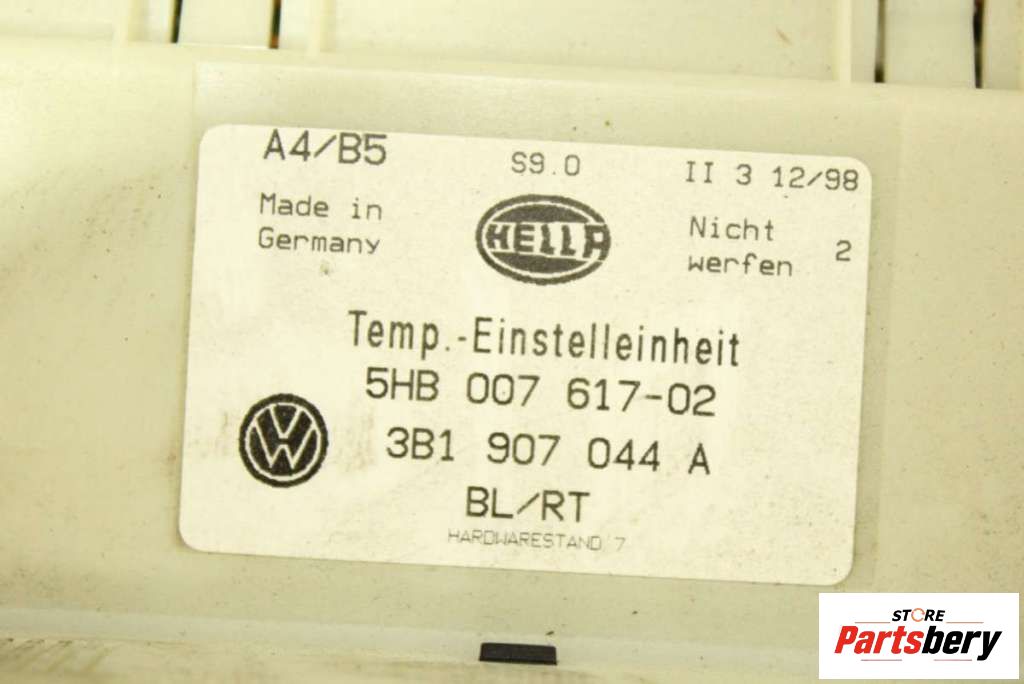 A4/B5
S9.0
II 3 12/98
Made in
Germany
HELLA
Nicht
werfen
2
Temp.-Einstelleinheit
5HB 007 617-02
VW
3B1 907 044 A
BL/RT
HARDWARESTAND 7
STORE
Partsbery